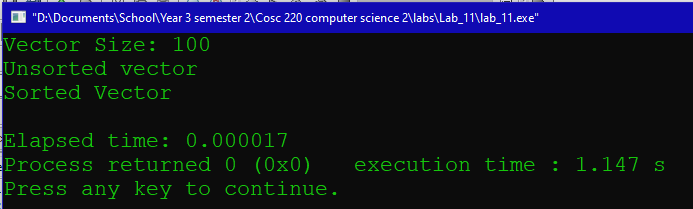 "D:\Documents\School\Year 3 semester 2\Cosc 220 computer science 2\labs\Lab_11\lab_11.exe"
Vector Size: 100
Unsorted vector
Sorted Vector
Elapsed time: 0.000017
Process returned 0 (0x0)   execution time : 1.147 s
Press any key to continue.